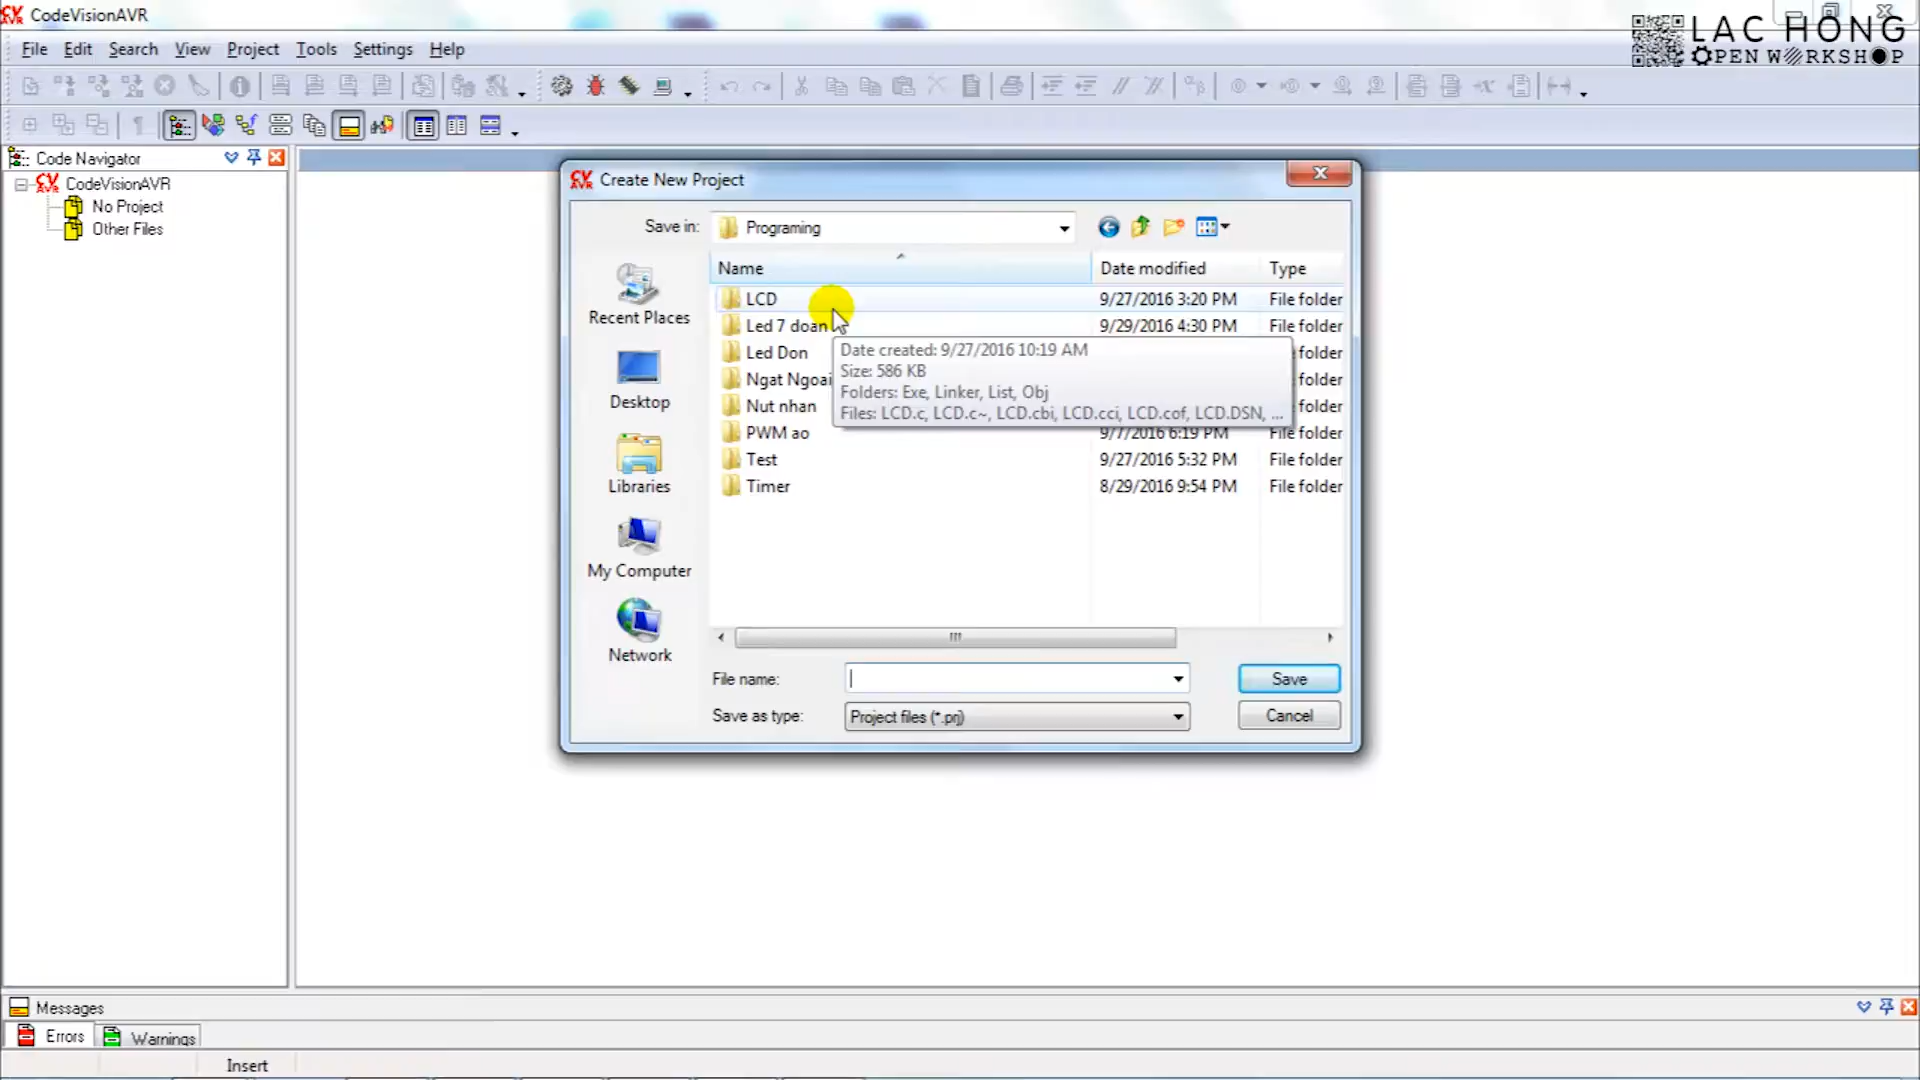 CodeVisionAVR
LAC HONG
OPEN WORKSHOP
File Edit Search View Project Tools Settings Help
Code Navigator
CodeVisionAVR
No Project
Other Files
Create New Project
Save in: Programing
Name Date modified Type
LCD 9/27/2016 3:20 PM File folder
Led 7 doan 9/29/2016 4:30 PM File folder
Led Don folder
Ngat Ngoai folder
Nut nhan folder
PWM ao 9/7/2016 6:19 PM File folder
Test 9/27/2016 5:32 PM File folder
Timer 8/29/2016 9:54 PM File folder
Date created: 9/27/2016 10:19 AM
Size: 586 KB
Folders: Exe, Linker, List, Obj
Files: LCD.c, LCD.c~, LCD.cbi, LCD.cci, LCD.cof, LCD.DSN, ...
Recent Places
Desktop
Libraries
My Computer
Network
File name: Save
Save as type: Project files (*.prj) Cancel
Messages
Errors Warnings
Insert